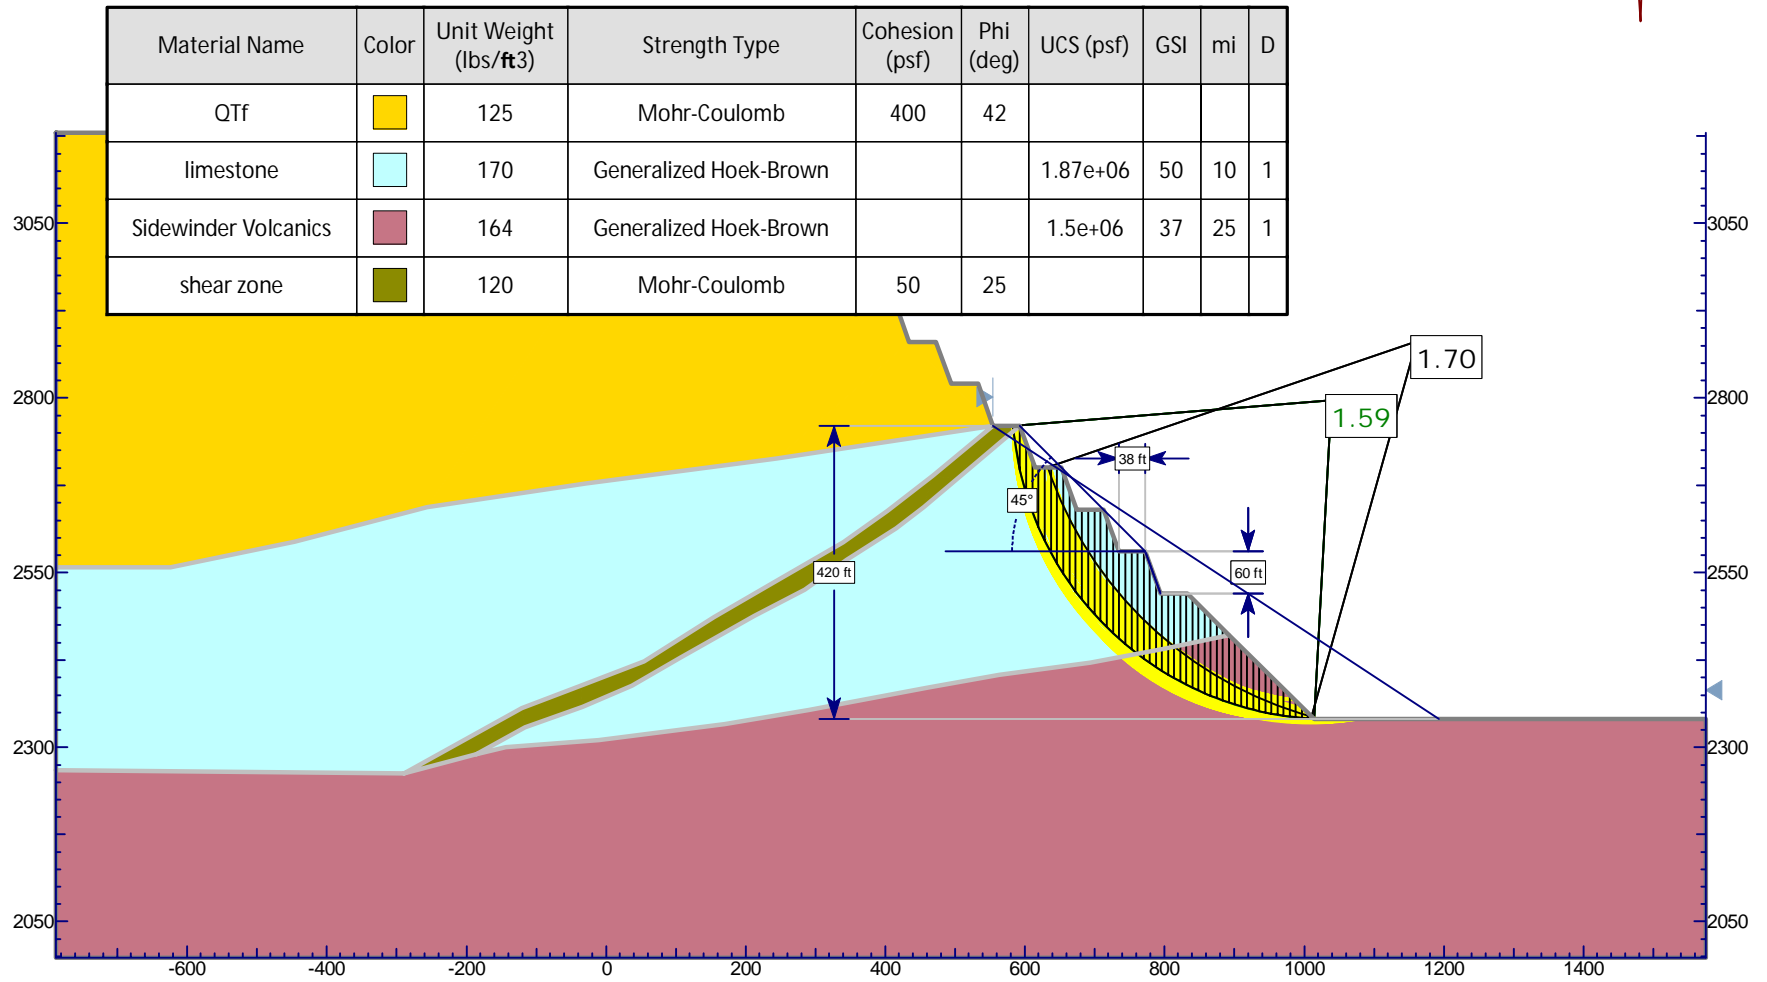 Material Name Color Unit Weight (lbs/ft3) Strength Type Cohesion (psf) Phi (deg) UCS (psf) GSI mi D
QTf 125 Mohr-Coulomb 400 42
limestone 170 Generalized Hoek-Brown 1.87e+06 50 10 1
Sidewinder Volcanics 164 Generalized Hoek-Brown 1.5e+06 37 25 1
shear zone 120 Mohr-Coulomb 50 25
3050 3050
1.70
2800 2800
1.59
38 ft
45°
2550 420 ft 60 ft 2550
2300 2300
2050 2050
-600 -400 -200 0 200 400 600 800 1000 1200 1400